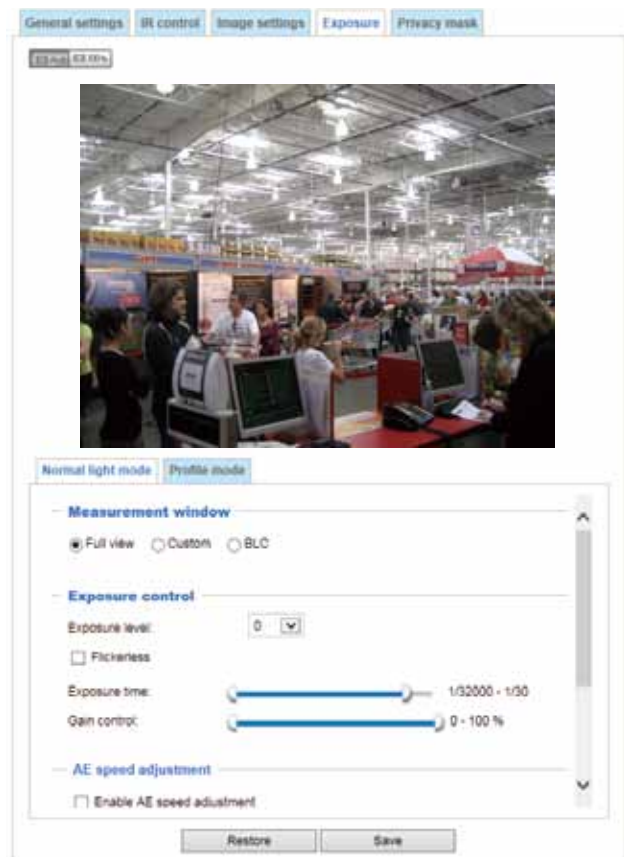 General settings IR control Image settings Exposure Privacy mask
Normal light mode Profile mode
Measurement window
Full view Custom BLC
Exposure control
Exposure level: 0
Flickerless
Exposure time: 1/32000 - 1/30
Gain control: 0 - 100 %
AE speed adjustment
Enable AE speed adjustment
Restore Save